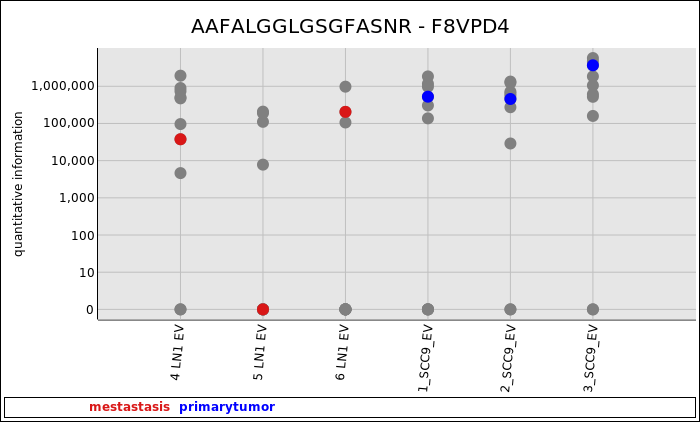 AAFALGGLGSGFASNR - F8VPD4
quantitative information
1,000,000
100,000
10,000
1,000
100
10
0
4 LN1 EV
5 LN1 EV
6 LN1 EV
1_SCC9_EV
2_SCC9_EV
3_SCC9_EV
mestastasis primarytumor